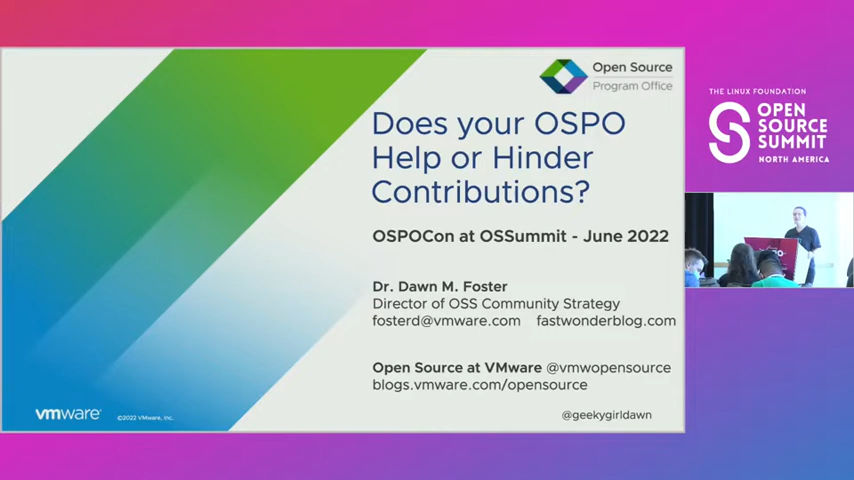 Open Source
Program Office
Does your OSPO
Help or Hinder
Contributions?
OSPOCon at OSSummit - June 2022
Dr. Dawn M. Foster
Director of OSS Community Strategy
fosterd@vmware.com fastwonderblog.com
Open Source at VMware @vmwopensource
blogs.vmware.com/opensource
vmware
©2022 VMware, Inc.
@geekygirldawn
THE LINUX FOUNDATION
OPEN
SOURCE
SUMMIT
NORTH AMERICA